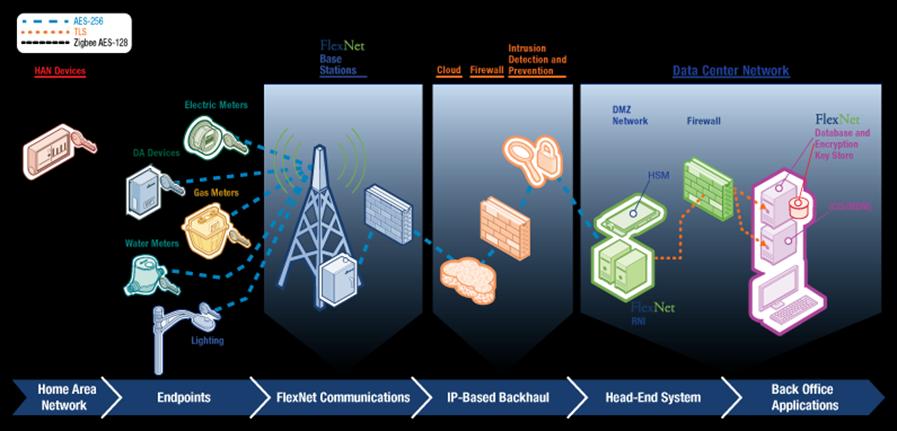 AES-256
TLS
Zigbee AES-128
HAN Devices
Electric Meters
DA Devices
Gas Meters
Water Meters
Lighting
FlexNet
Base
Stations
Cloud
Firewall
Intrusion
Detection and
Prevention
Data Center Network
DMZ
Network
Firewall
HSM
FlexNet
RNI
FlexNet
Database and
Encryption
Key Store
Home Area
Network
Endpoints
FlexNet Communications
IP-Based Backhaul
Head-End System
Back Office
Applications